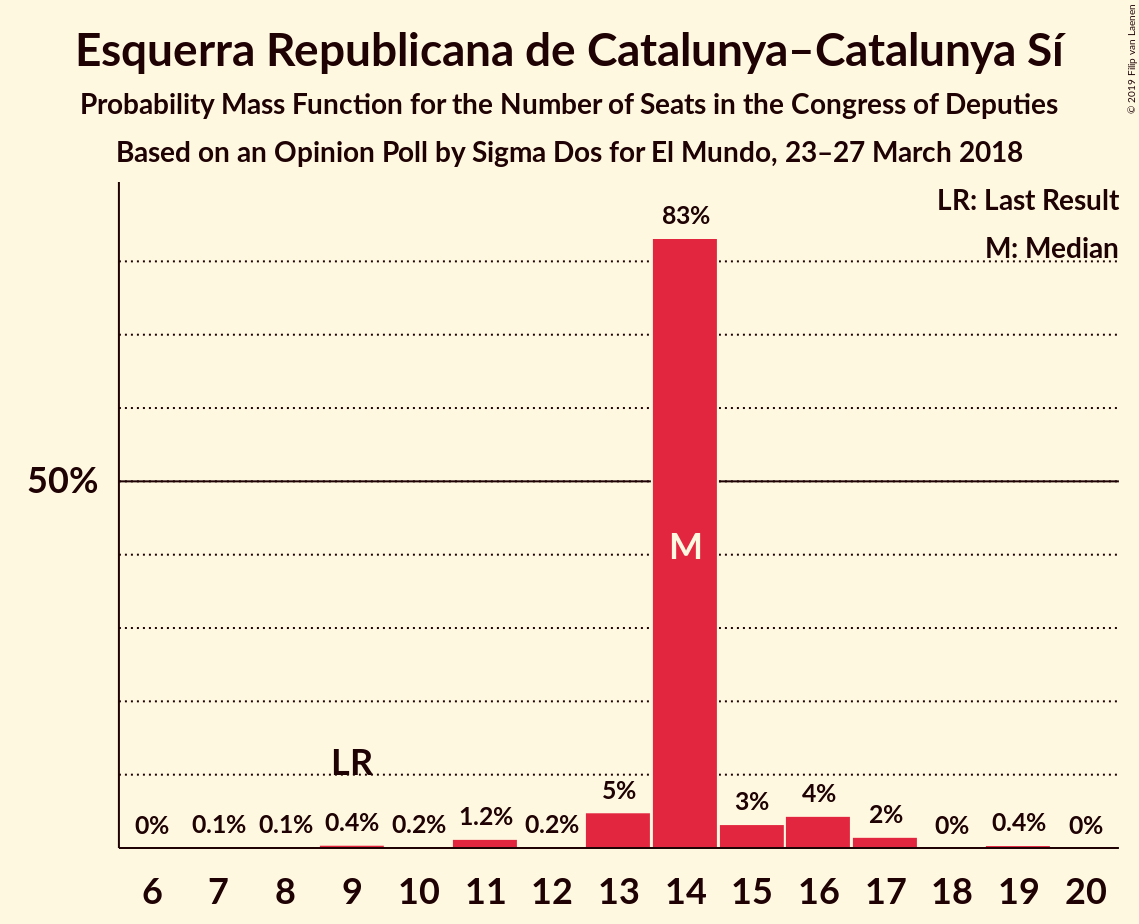 Esquerra Republicana de Catalunya–Catalunya Sí
Probability Mass Function for the Number of Seats in the Congress of Deputies
Based on an Opinion Poll by Sigma Dos for El Mundo, 23–27 March 2018
© 2019 Filip van Laenen
LR: Last Result
M: Median
83%
50%
M
LR
0% 0.1% 0.1% 0.4% 0.2% 1.2% 0.2% 5% 3% 4% 2% 0% 0.4% 0%
6 7 8 9 10 11 12 13 14 15 16 17 18 19 20